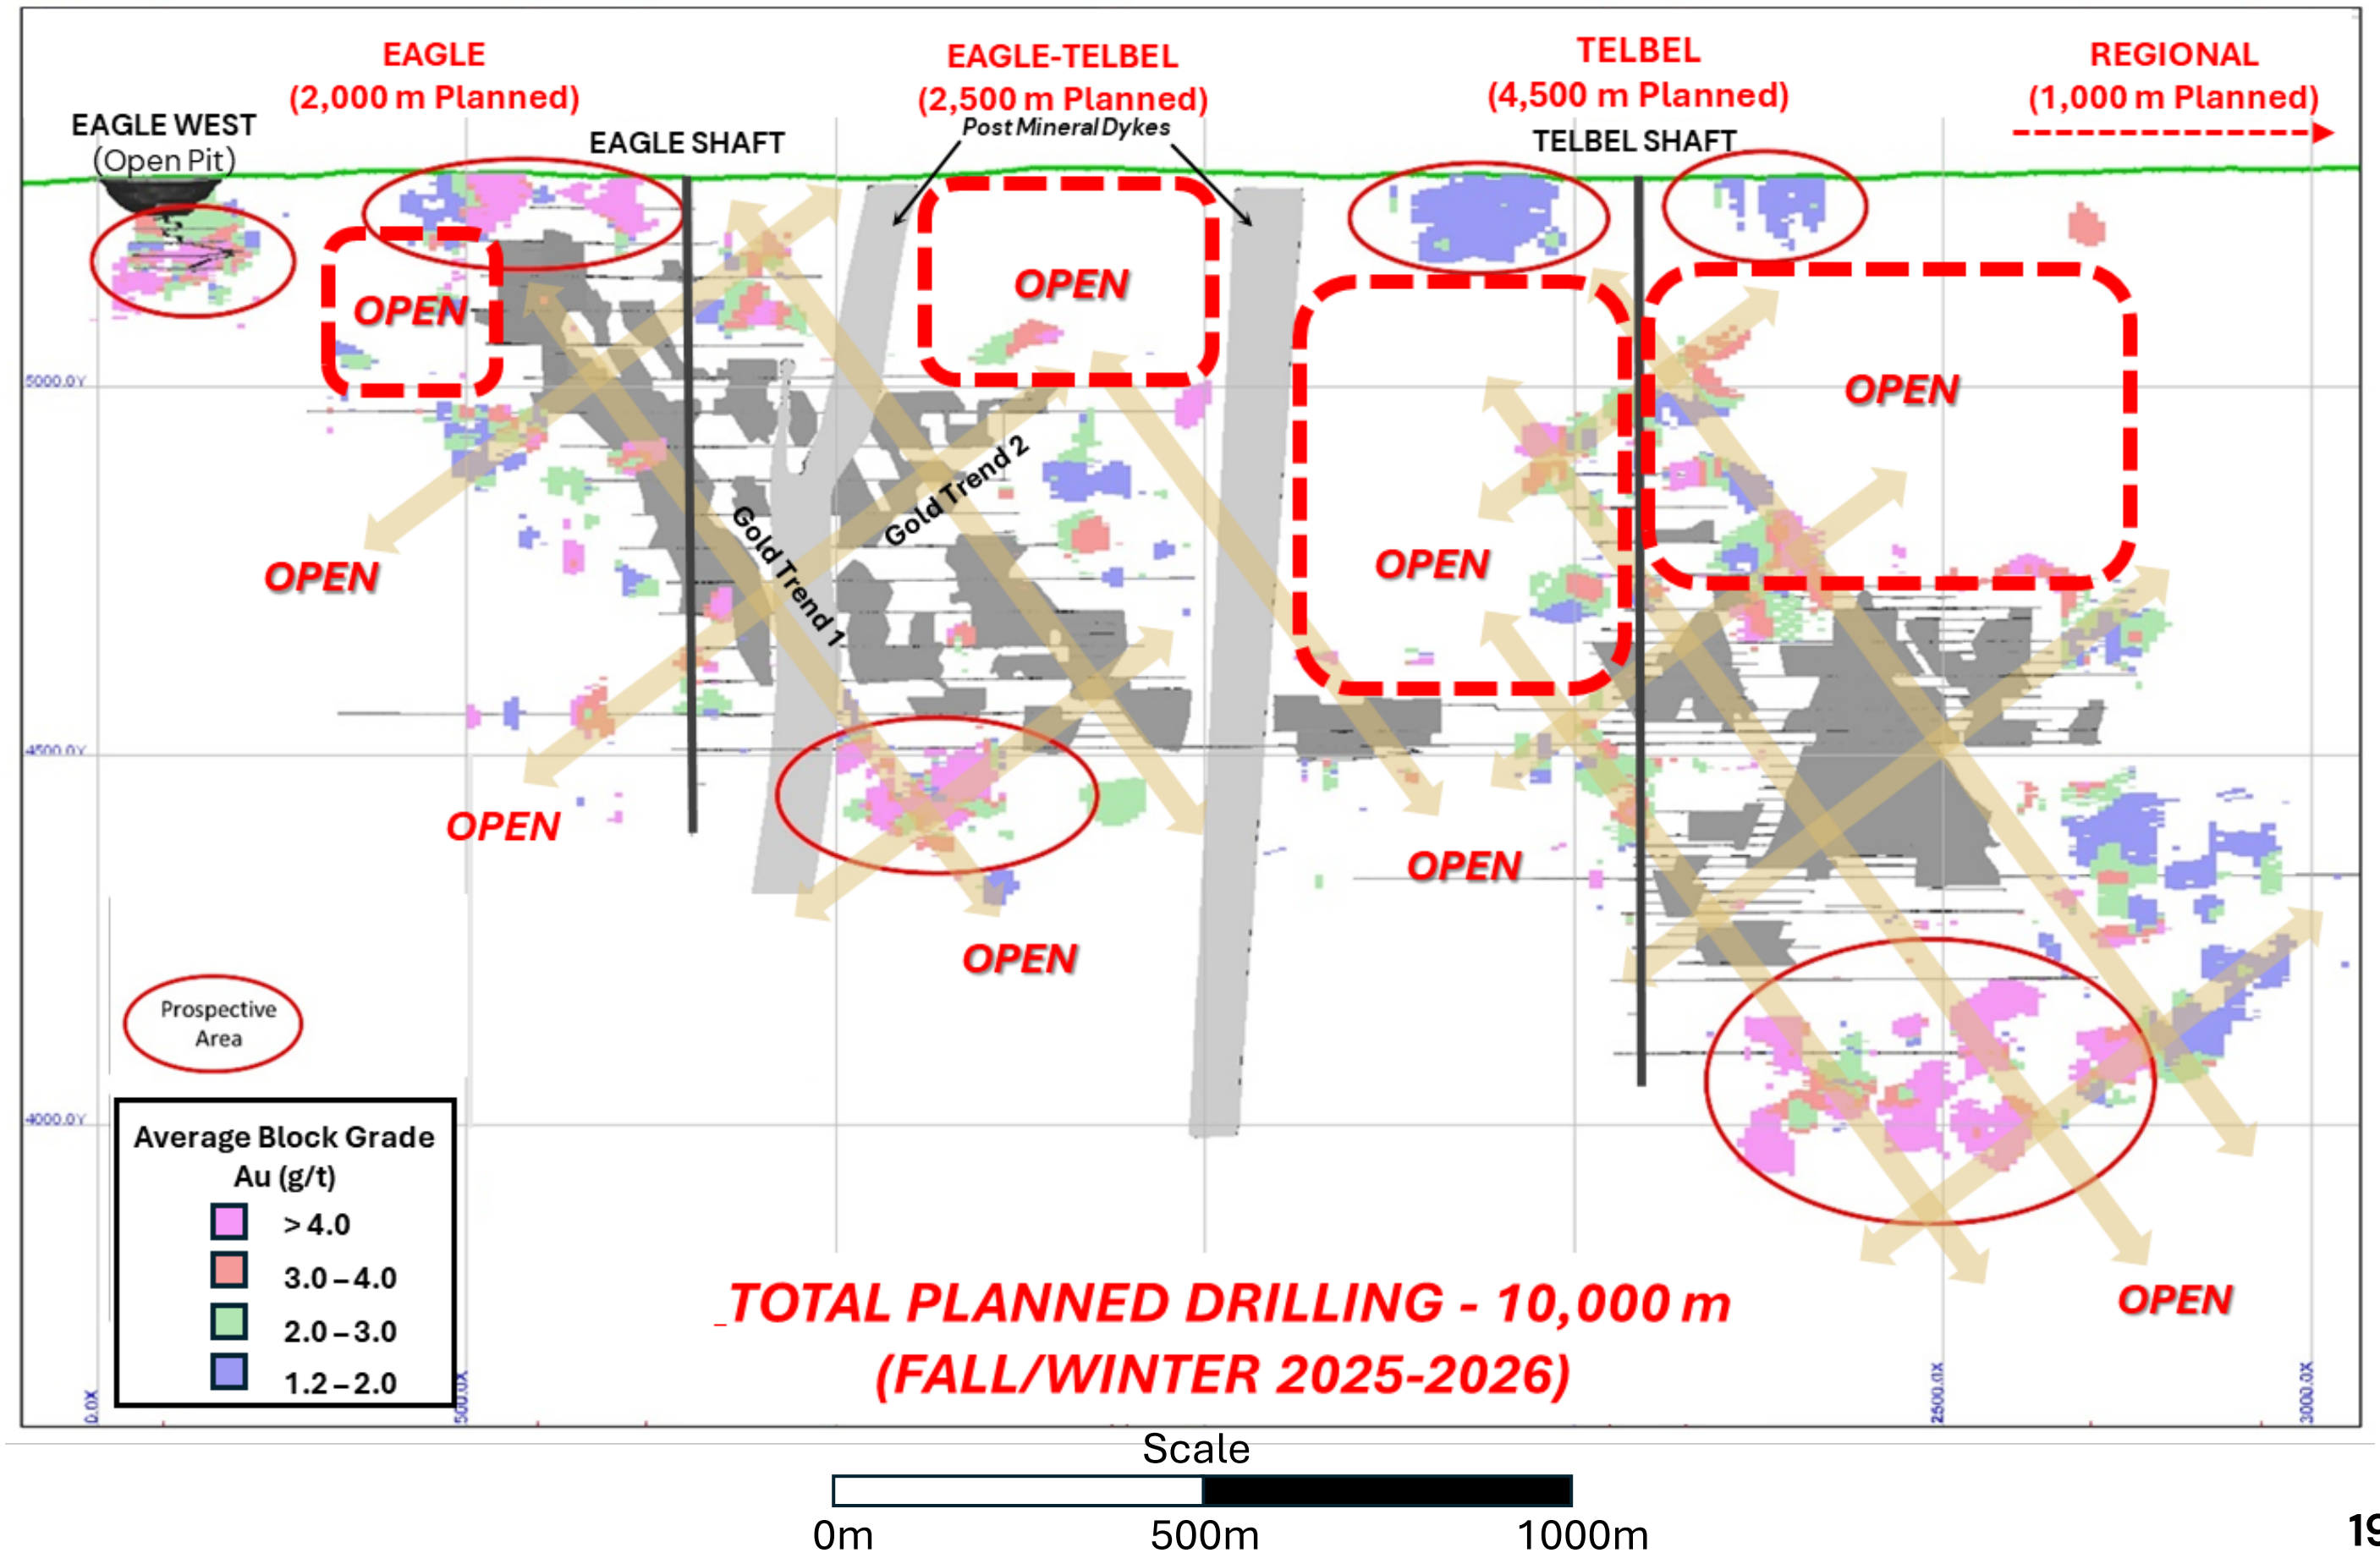 EAGLE
(2,000 m Planned)
EAGLE-TELBEL
(2,500 m Planned)
TELBEL
(4,500 m Planned)
REGIONAL
(1,000 m Planned)
EAGLE WEST
(Open Pit)
EAGLE SHAFT
Post Mineral Dykes
TELBEL SHAFT
OPEN
OPEN
OPEN
OPEN
OPEN
OPEN
OPEN
OPEN
OPEN
OPEN
Gold Trend 1
Gold Trend 2
5000.0Y
4500.0Y
4000.0Y
Prospective
Area
Average Block Grade
Au (g/t)
> 4.0
3.0 – 4.0
2.0 – 3.0
1.2 – 2.0
TOTAL PLANNED DRILLING - 10,000 m
(FALL/WINTER 2025-2026)
0.0X
500.0X
2500.0X
3000.0X
Scale
0m
500m
1000m
19